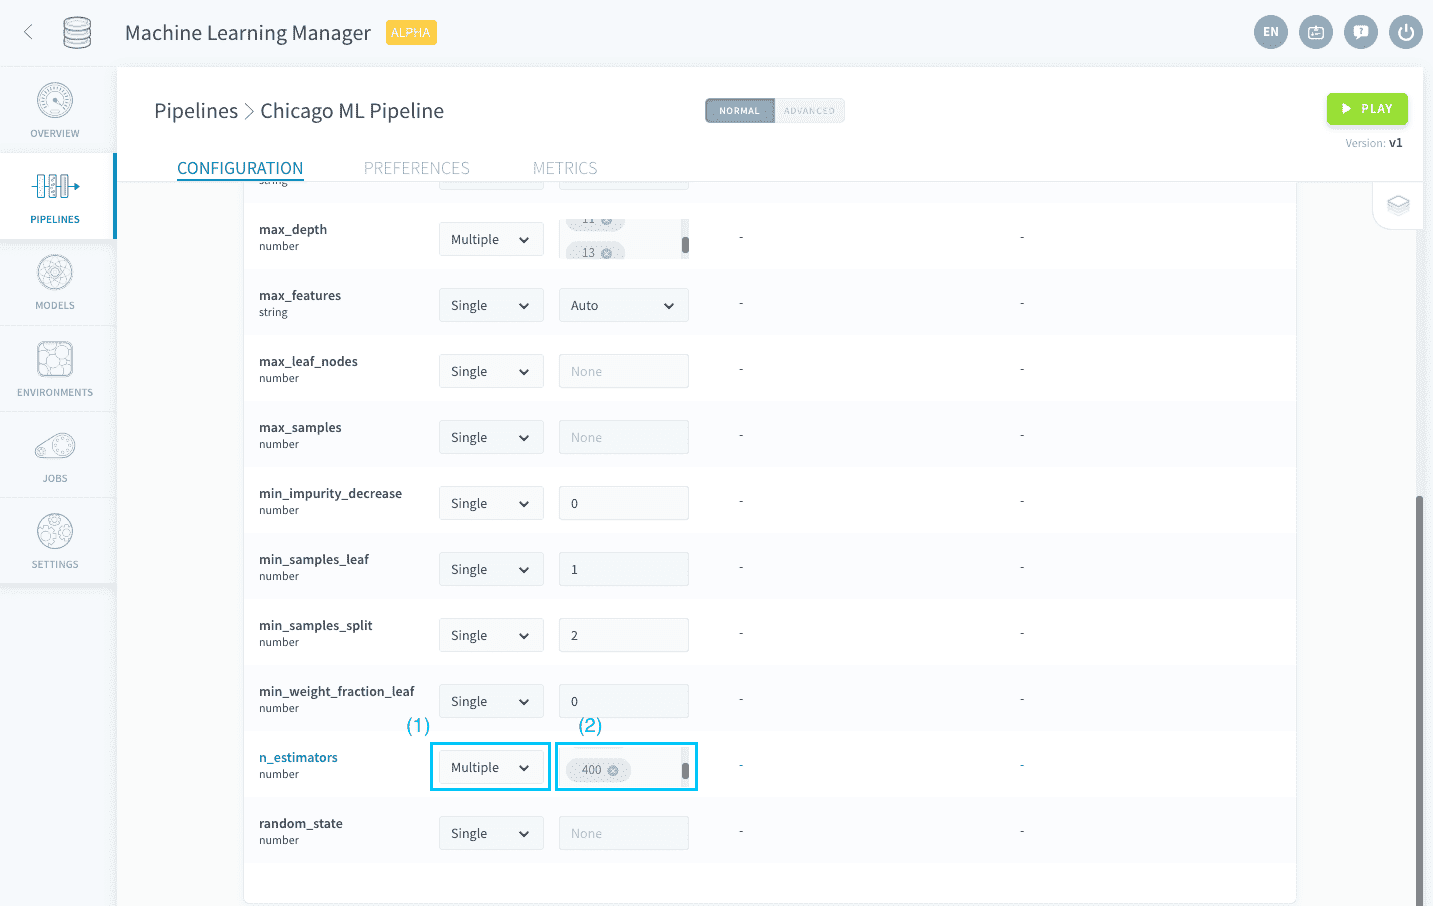 Machine Learning Manager ALPHA
EN
OVERVIEW
PIPELINES
MODELS
ENVIRONMENTS
JOBS
SETTINGS
Pipelines > Chicago ML Pipeline
NORMAL ADVANCED
PLAY
Version: v1
CONFIGURATION PREFERENCES METRICS
string
max_depth
number
Multiple
11
13
- -
max_features
string
Single Auto - -
max_leaf_nodes
number
Single None - -
max_samples
number
Single None - -
min_impurity_decrease
number
Single 0 - -
min_samples_leaf
number
Single 1 - -
min_samples_split
number
Single 2 - -
min_weight_fraction_leaf
number
Single 0 - -
(1) (2)
n_estimators
number
Multiple 400 - -
random_state
number
Single None - -